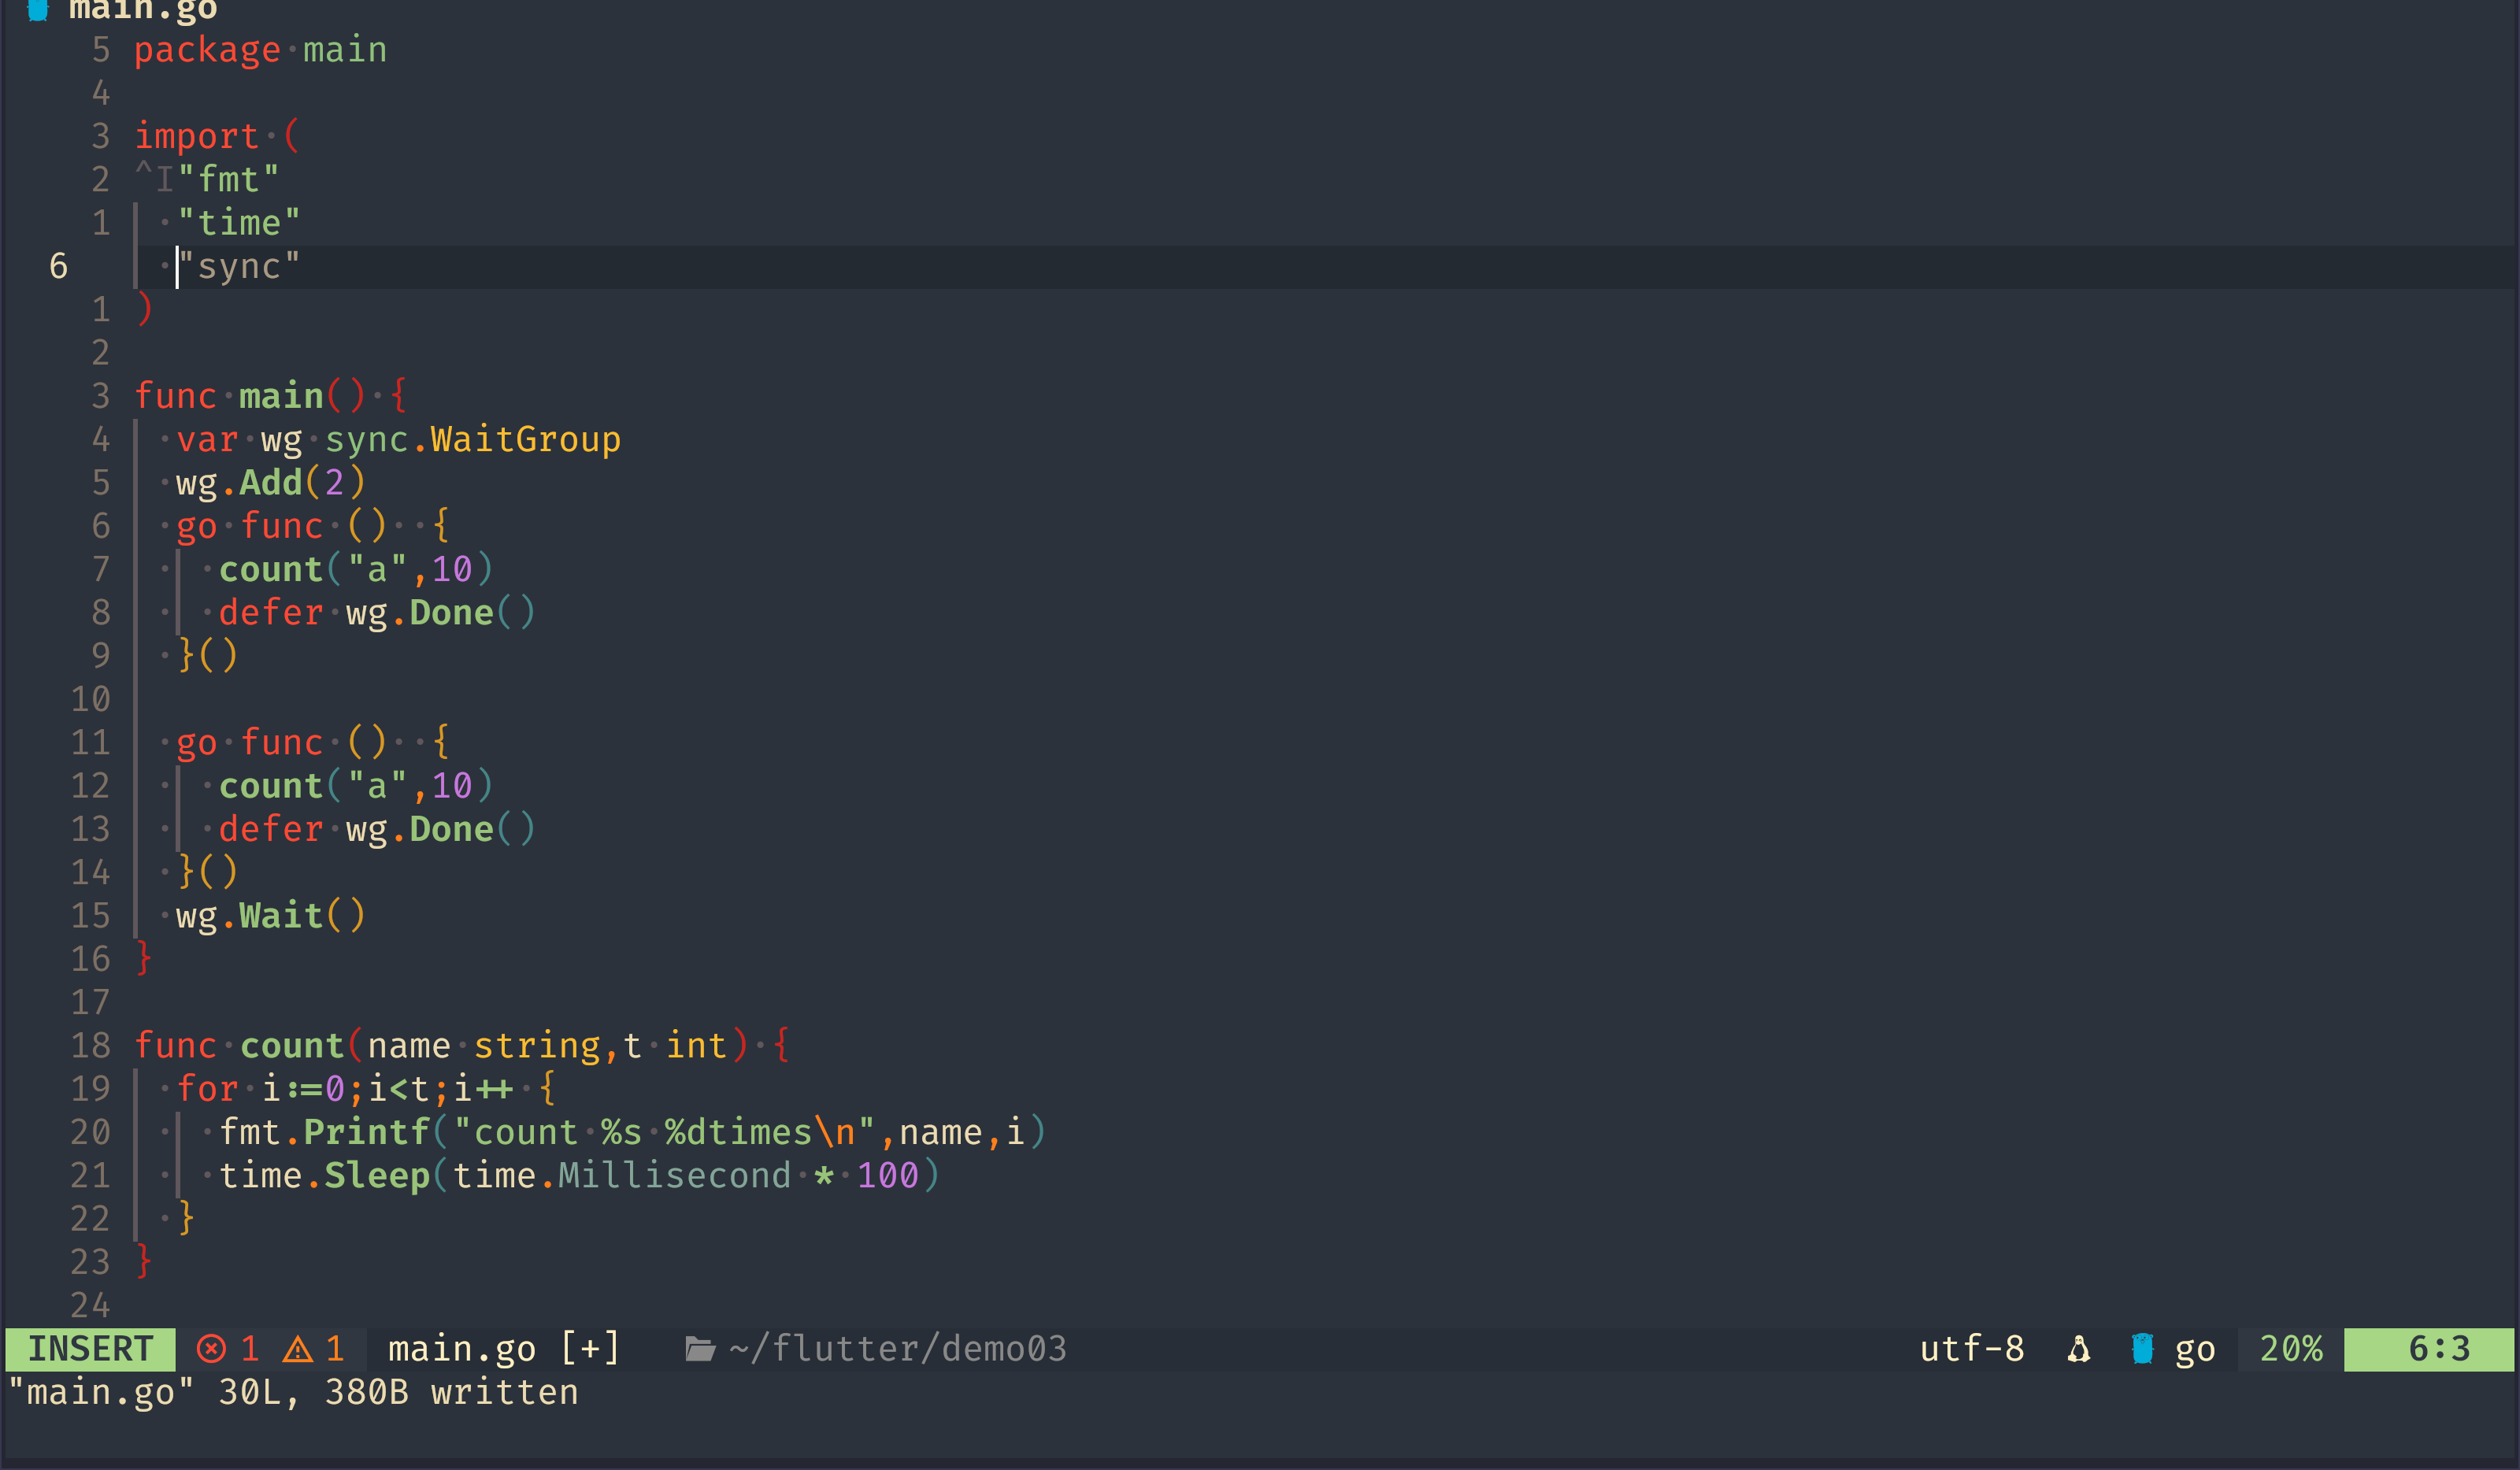 main.go
5 package main
4
3 import (
2 ^I"fmt"
1 "time"
6 "sync"
1 )
2
3 func main() {
4 var wg sync.WaitGroup
5 wg.Add(2)
6 go func () {
7 count("a",10)
8 defer wg.Done()
9 }()
10
11 go func () {
12 count("a",10)
13 defer wg.Done()
14 }()
15 wg.Wait()
16 }
17
18 func count(name string,t int) {
19 for i:=0;i<t;i++ {
20 fmt.Printf("count %s %dtimes\n",name,i)
21 time.Sleep(time.Millisecond * 100)
22 }
23 }
24
INSERT 1 1 main.go [+] ~/flutter/demo03 utf-8 go 20% 6:3
"main.go" 30L, 380B written